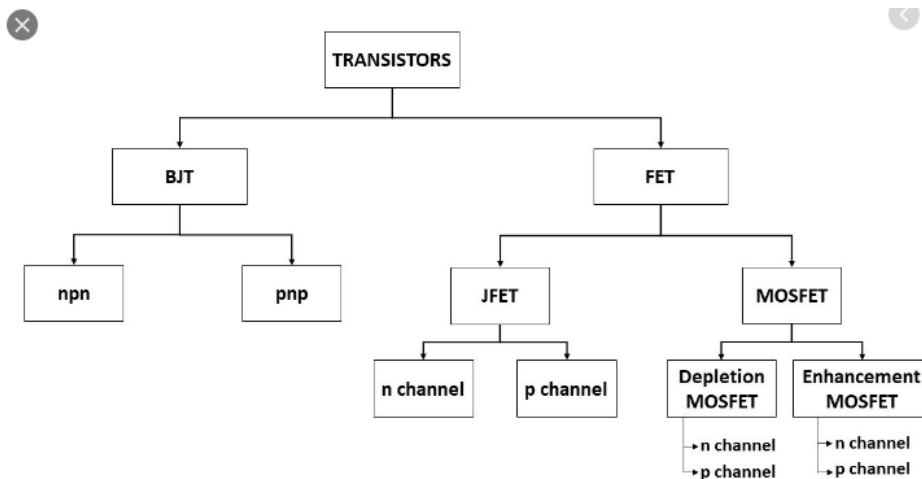 TRANSISTORS
BJT
FET
npn
pnp
JFET
MOSFET
n channel
p channel
Depletion
MOSFET
Enhancement
MOSFET
n channel
p channel
n channel
p channel